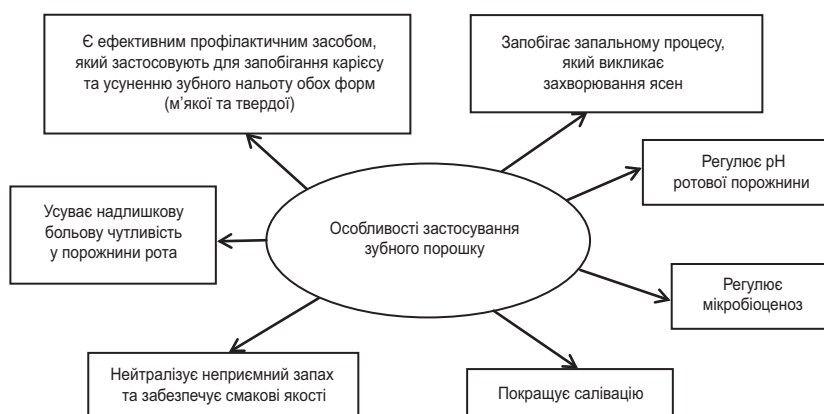 Є ефективним профілактичним засобом,
який застосовують для запобігання карієсу
та усуненню зубного нальоту обох форм
(м’якої та твердої)
Запобігає запальному процесу,
який викликає
захворювання ясен
Регулює pH
ротової порожнини
Усуває надлишкову
больову чутливість
у порожнини рота
Особливості застосування
зубного порошку
Регулює
мікробіоценоз
Нейтралізує неприємний запах
та забезпечує смакові якості
Покращує салівацію